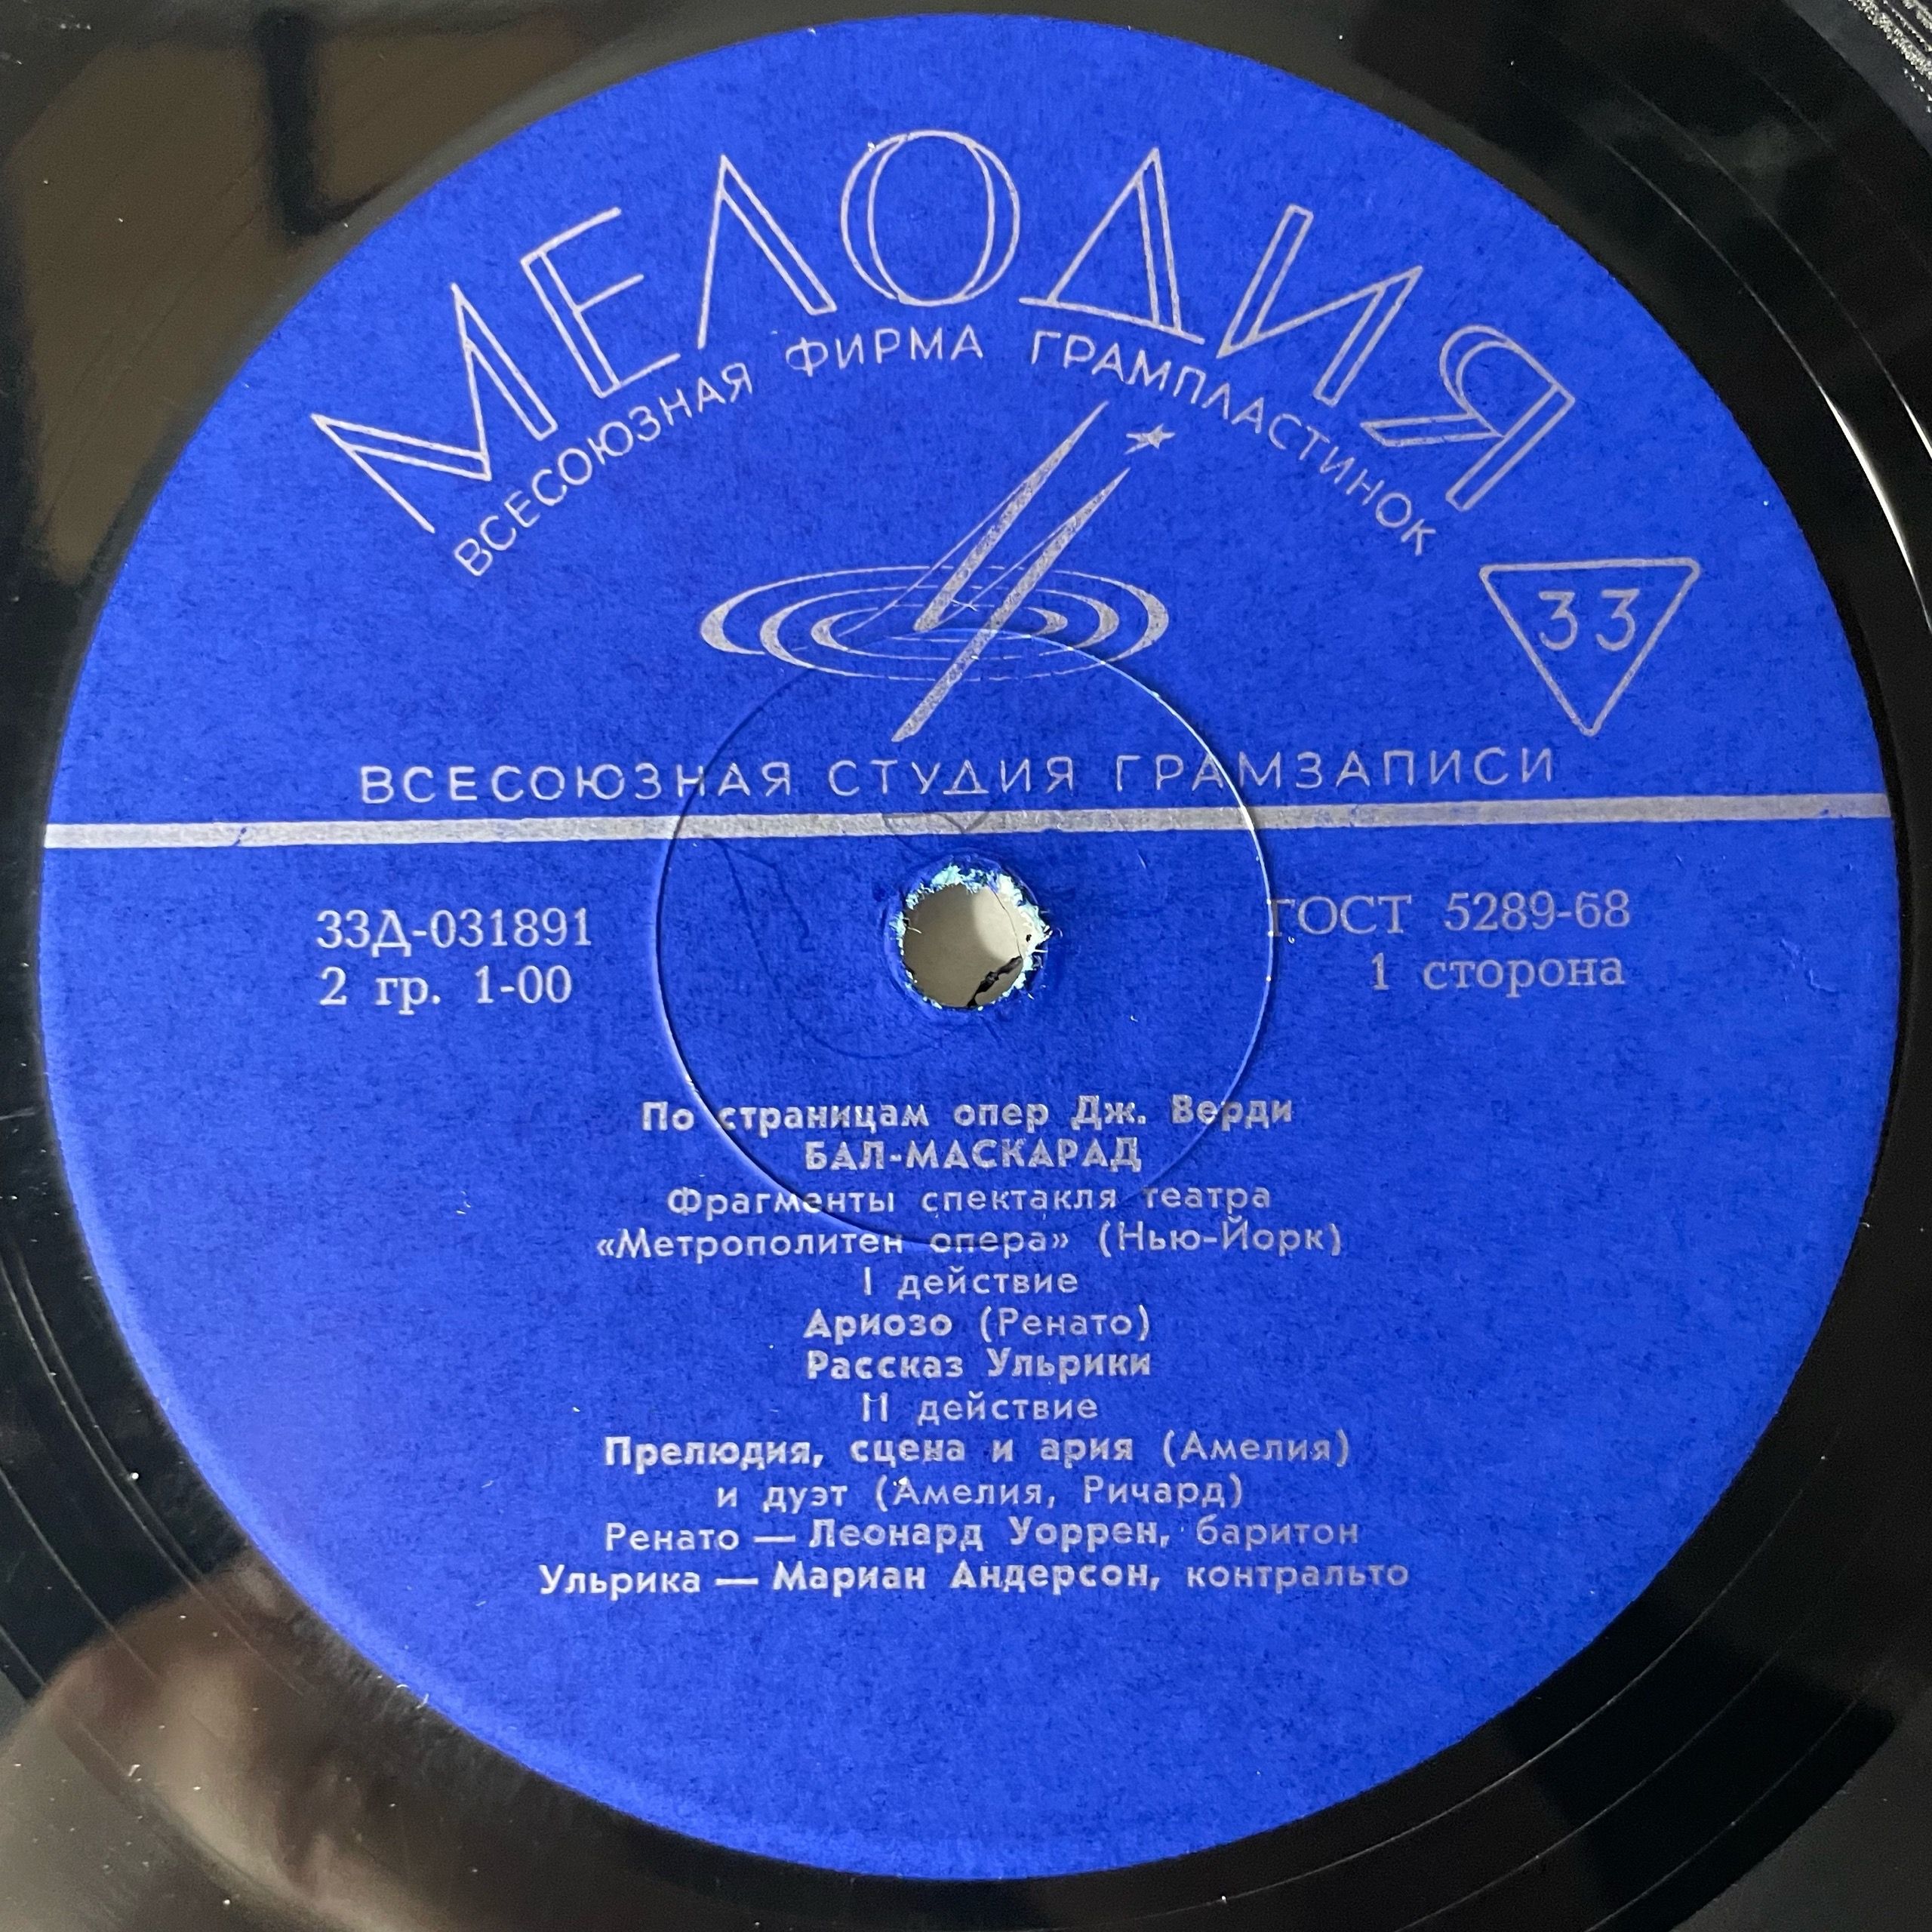 МЕЛОДИЯ
ВСЕСОЮЗНАЯ ФИРМА ГРАМПЛАСТИНОК
33
ВСЕСОЮЗНАЯ СТУДИЯ ГРАМЗАПИСИ
33Д-031891
2 гр. 1-00
ГОСТ 5289-68
1 сторона
По страницам опер Дж. Верди
БАЛ-МАСКАРАД
Фрагменты спектакля театра
«Метрополитен опера» (Нью-Йорк)
I действие
Ариозо (Ренато)
Рассказ Ульрики
II действие
Прелюдия, сцена и ария (Амелия)
и дуэт (Амелия, Ричард)
Ренато — Леонард Уоррен, баритон
Ульрика — Мариан Андерсон, контральто